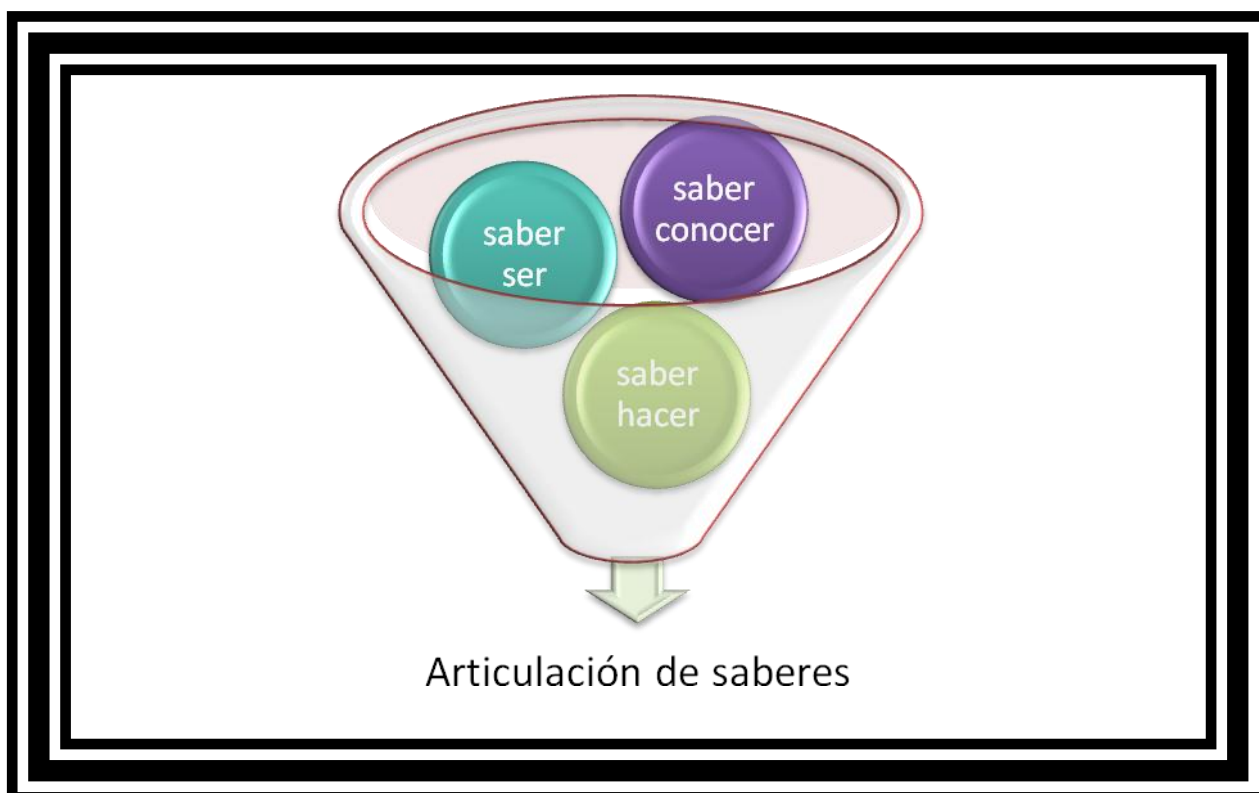 saber
conocer
saber
ser
saber
hacer
Articulación de saberes